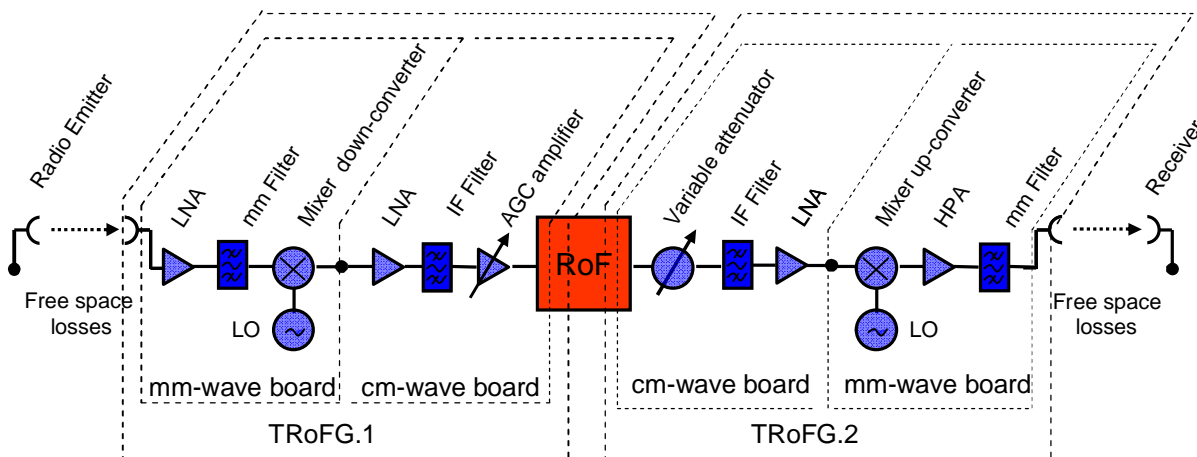 Radio Emitter
LNA
mm Filter
Mixer down-converter
LNA
IF Filter
AGC amplifier
RoF
Variable attenuator
IF Filter
LNA
Mixer up-converter
HPA
mm Filter
Receiver
Free space
losses
LO
LO
Free space
losses
mm-wave board
cm-wave board
cm-wave board
mm-wave board
TRoFG.1
TRoFG.2